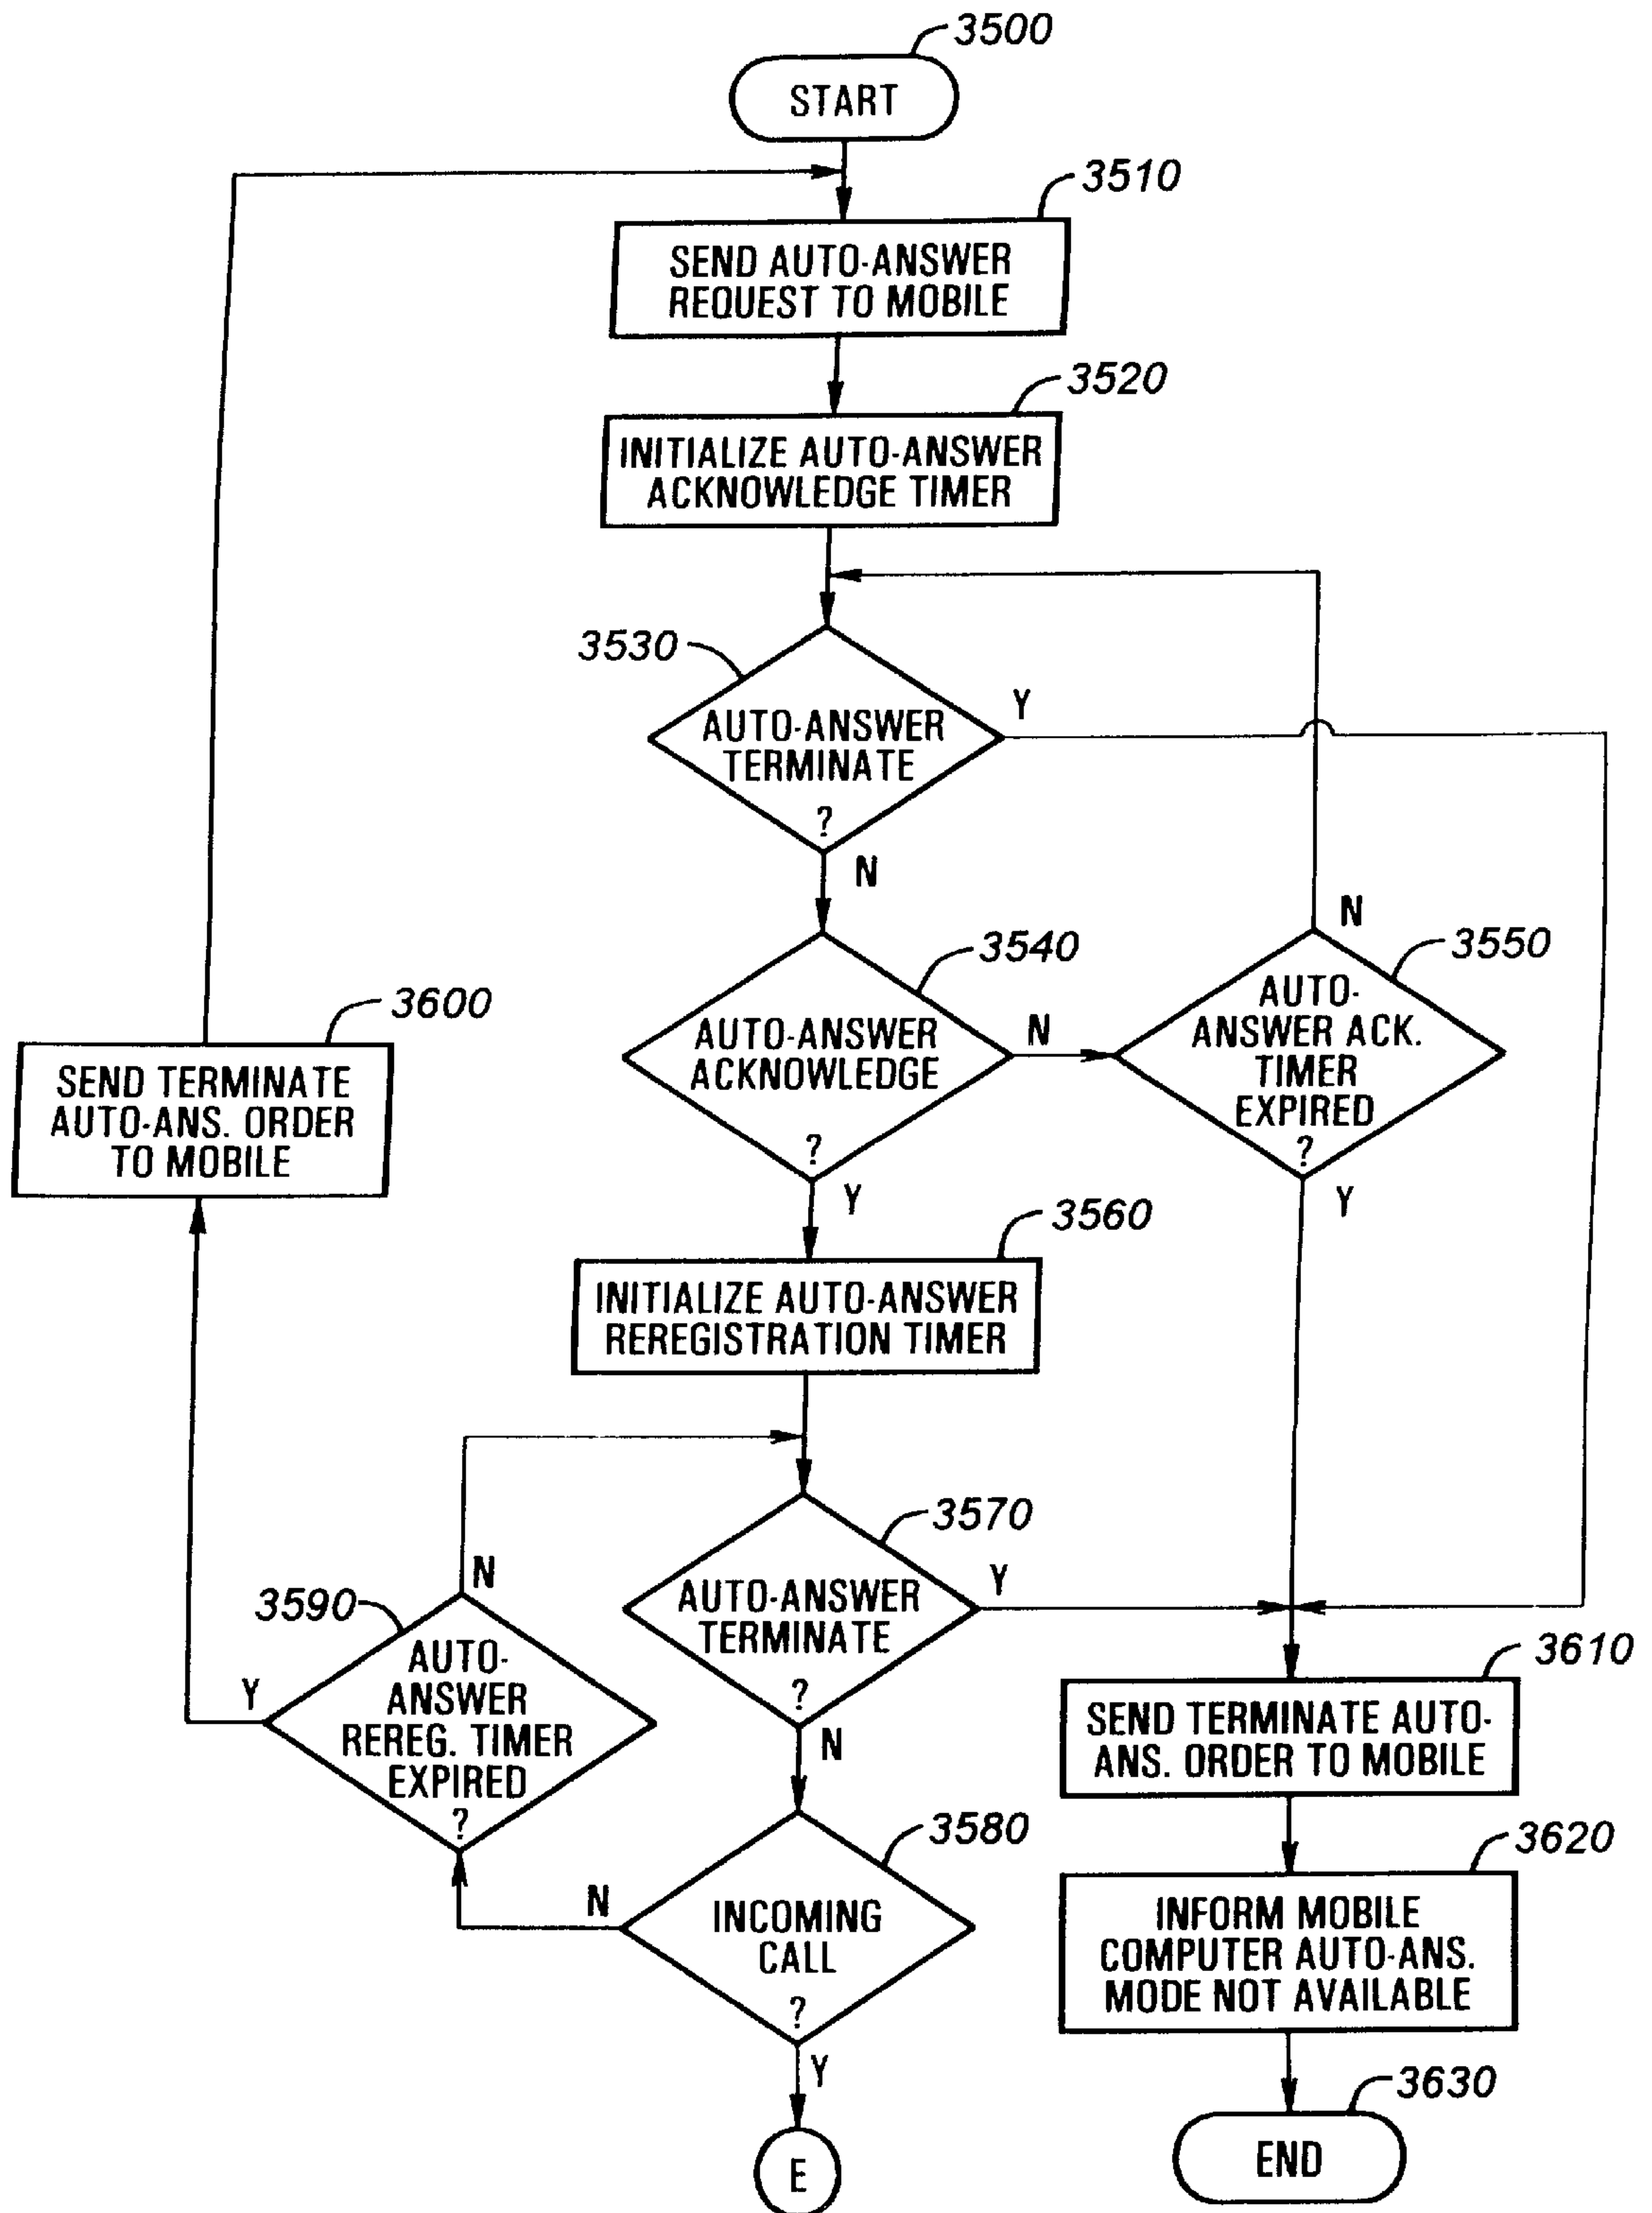 3500
START
3510
SEND AUTO-ANSWER
REQUEST TO MOBILE
3520
INITIALIZE AUTO-ANSWER
ACKNOWLEDGE TIMER
3530
AUTO-ANSWER
TERMINATE
?
Y
N
3540
AUTO-ANSWER
ACKNOWLEDGE
?
N
Y
3550
AUTO-
ANSWER ACK.
TIMER
EXPIRED
?
N
Y
3600
SEND TERMINATE
AUTO-ANS. ORDER
TO MOBILE
3560
INITIALIZE AUTO-ANSWER
REREGISTRATION TIMER
3570
AUTO-ANSWER
TERMINATE
?
Y
N
3590
AUTO-
ANSWER
REREG. TIMER
EXPIRED
?
N
Y
3580
INCOMING
CALL
?
N
Y
E
3610
SEND TERMINATE AUTO-
ANS. ORDER TO MOBILE
3620
INFORM MOBILE
COMPUTER AUTO-ANS.
MODE NOT AVAILABLE
3630
END